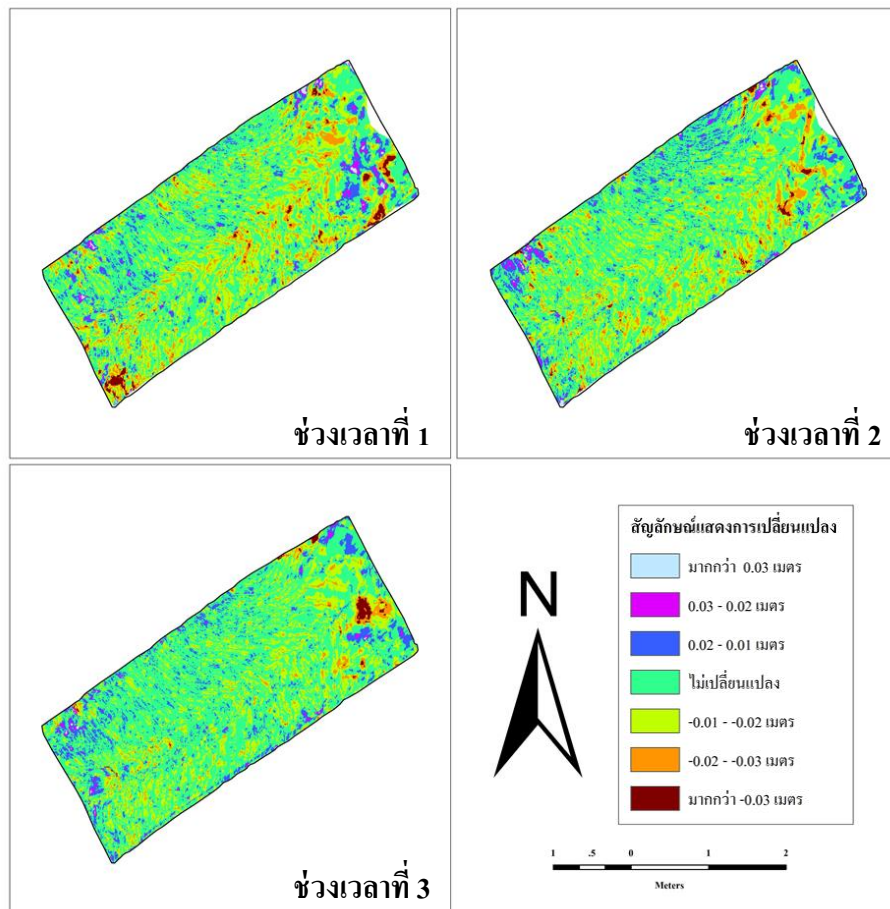 ช่วงเวลาที่ 1
ช่วงเวลาที่ 2
ช่วงเวลาที่ 3
N
สัญลักษณ์แสดงการเปลี่ยนแปลง
มากกว่า 0.03 เมตร
0.03 - 0.02 เมตร
0.02 - 0.01 เมตร
ไม่เปลี่ยนแปลง
-0.01 - -0.02 เมตร
-0.02 - -0.03 เมตร
มากกว่า -0.03 เมตร
1 .5 0 1 2
Meters